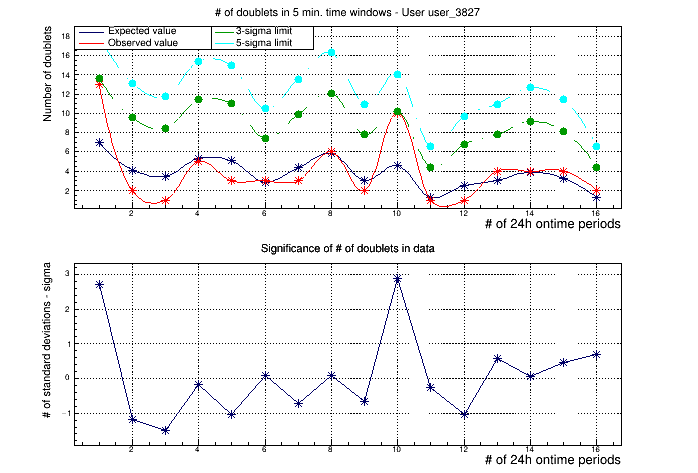 # of doublets in 5 min. time windows - User user_3827
Number of doublets
Expected value
Observed value
3-sigma limit
5-sigma limit
18
16
14
12
10
8
6
4
2
2 4 6 8 10 12 14 16
# of 24h ontime periods
Significance of # of doublets in data
# of standard deviations - sigma
3
2
1
0
−1
2 4 6 8 10 12 14 16
# of 24h ontime periods